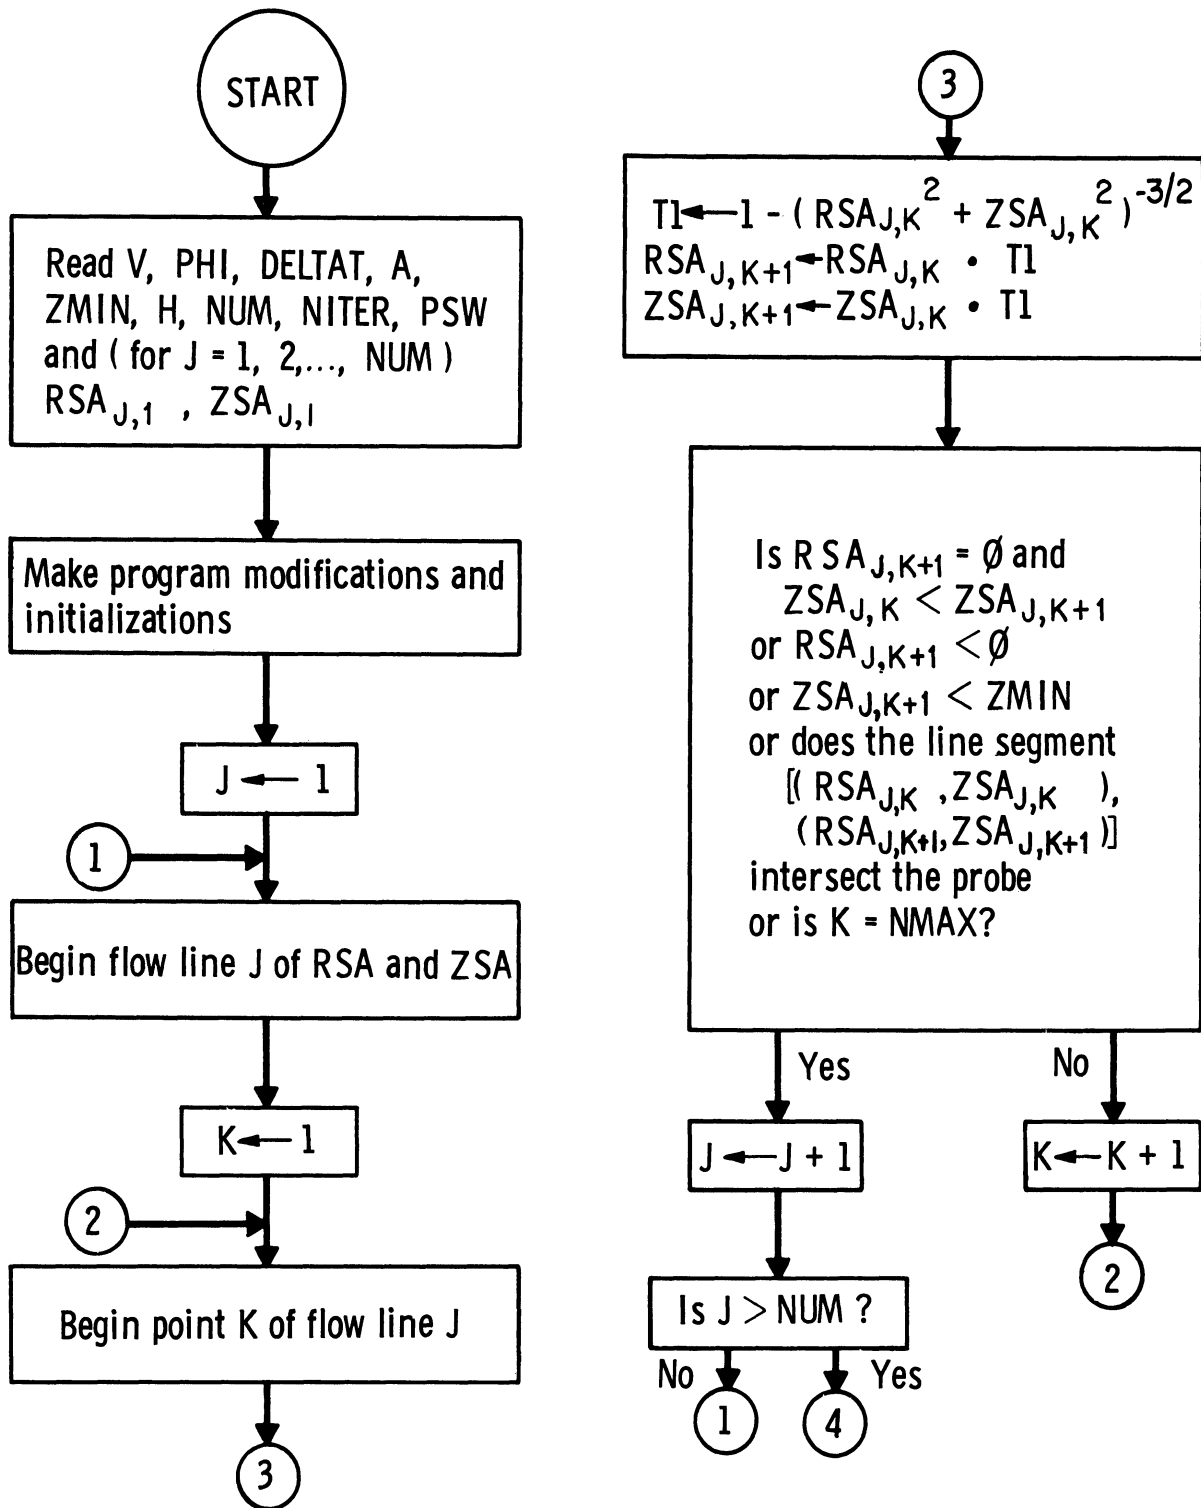 START
Read V, PHI, DELTAT, A,
ZMIN, H, NUM, NITER, PSW
and ( for J = 1, 2,..., NUM )
RSA J,1 , ZSA J,1
Make program modifications and
initializations
J ← 1
1
Begin flow line J of RSA and ZSA
K ← 1
2
Begin point K of flow line J
3
3
T1 ← 1 - ( RSA J,K ² + ZSA J,K ² ) -3/2
RSA J,K+1 ← RSA J,K • T1
ZSA J,K+1 ← ZSA J,K • T1
Is RSA J,K+1 = Ø and
ZSA J,K < ZSA J,K+1
or RSA J,K+1 < Ø
or ZSA J,K+1 < ZMIN
or does the line segment
[( RSA J,K , ZSA J,K ),
( RSA J,K+1, ZSA J,K+1 )]
intersect the probe
or is K = NMAX?
Yes
No
J ← J + 1
K ← K + 1
2
Is J > NUM ?
No
Yes
1
4